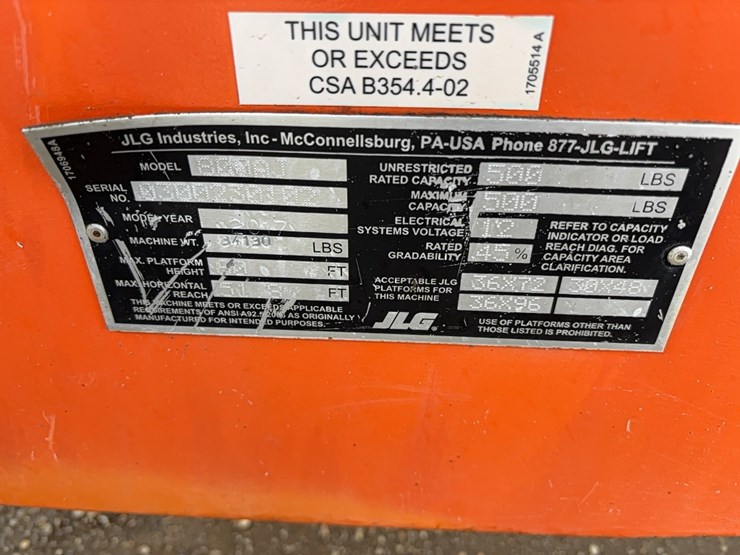 THIS UNIT MEETS
OR EXCEEDS
CSA B354.4-02
1705514 A
1706948A
JLG Industries, Inc - McConnellsburg, PA-USA Phone 877-JLG-LIFT
MODEL
SERIAL NO
MODEL YEAR
MACHINE WT. 34130 LBS
MAX. PLATFORM HEIGHT FT
MAX. HORIZONTAL REACH FT
THIS MACHINE MEETS OR EXCEEDS APPLICABLE
REQUIREMENTS OF ANSI AS ORIGINALLY
MANUFACTURED FOR INTENDED PURPOSES.
UNRESTRICTED RATED CAPACITY 500 LBS
MAXIMUM CAPACITY 500 LBS
ELECTRICAL SYSTEMS VOLTAGE 12
RATED GRADABILITY 45 %
REFER TO CAPACITY
INDICATOR OR LOAD
REACH DIAG. FOR
CAPACITY AREA
CLARIFICATION.
ACCEPTABLE JLG
PLATFORMS FOR
THIS MACHINE
36X72 30X48
36X96
JLG
USE OF PLATFORMS OTHER THAN
THOSE LISTED IS PROHIBITED.